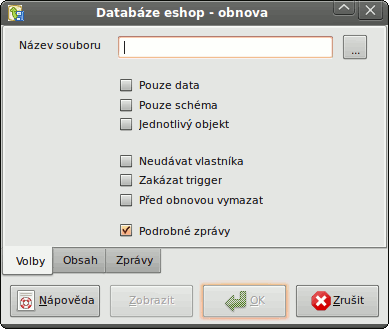 Databáze eshop - obnova
Název souboru
...
Pouze data
Pouze schéma
Jednotlivý objekt
Neudávat vlastníka
Zakázat trigger
Před obnovou vymazat
Podrobné zprávy
Volby Obsah Zprávy
Nápověda Zobrazit OK Zrušit